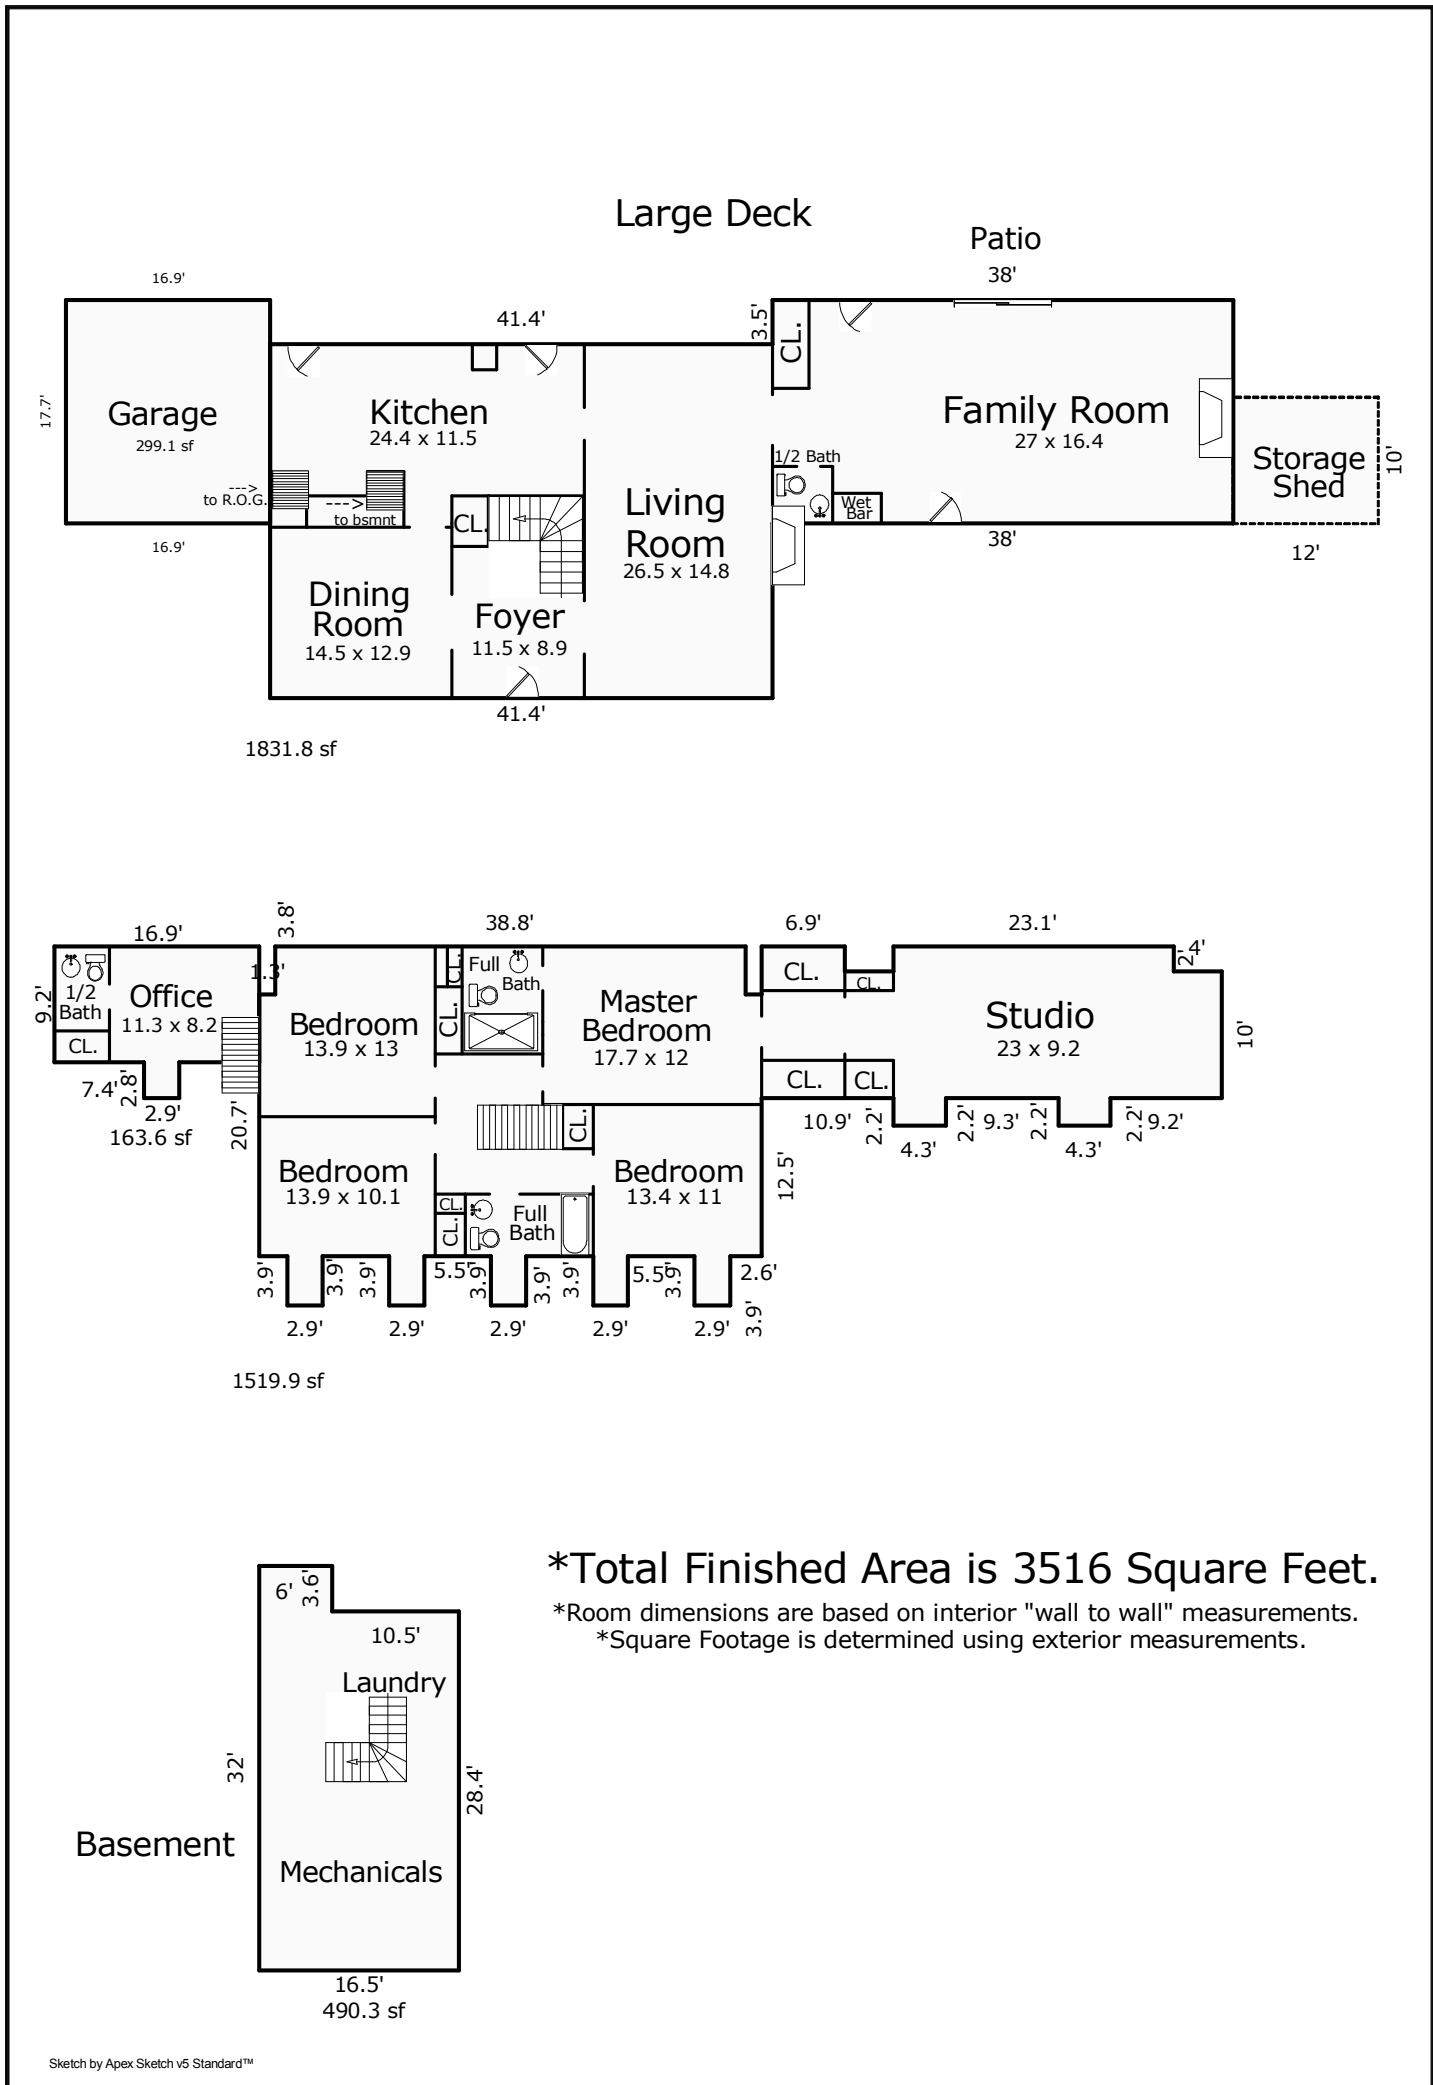 Large Deck
Patio
16.9'
38'
41.4'
3.5'
CL.
17.7'
Garage
299.1 sf
Kitchen
24.4 x 11.5
Family Room
27 x 16.4
1/2 Bath
Storage
Shed
10'
--->
to R.O.G.
--->
to bsmnt
CL.
Living
Room
26.5 x 14.8
Wet
Bar
16.9'
38'
12'
Dining
Room
14.5 x 12.9
Foyer
11.5 x 8.9
41.4'
1831.8 sf
16.9'
3.8'
38.8'
6.9'
23.1'
2'
4'
1.3'
9.2'
1/2
Bath
CL.
Office
11.3 x 8.2
Bedroom
13.9 x 13
CL.
CL.
Full
Bath
Master
Bedroom
17.7 x 12
CL.
CL.
Studio
23 x 9.2
10'
7.4'
2.8'
2.9'
163.6 sf
20.7'
CL.
CL.
CL.
10.9'
2.2'
4.3'
2.2'
9.3'
2.2'
4.3'
2.2'
9.2'
Bedroom
13.9 x 10.1
CL.
CL.
Full
Bath
Bedroom
13.4 x 11
12.5'
3.9'
3.9'
3.9'
5.5'
3.9'
3.9'
3.9'
5.5'
3.9'
2.6'
3.9'
2.9'
2.9'
2.9'
2.9'
2.9'
1519.9 sf
*Total Finished Area is 3516 Square Feet.
*Room dimensions are based on interior "wall to wall" measurements.
*Square Footage is determined using exterior measurements.
6'
3.6'
10.5'
Laundry
32'
28.4'
Basement
Mechanicals
16.5'
490.3 sf
Sketch by Apex Sketch v5 Standard™